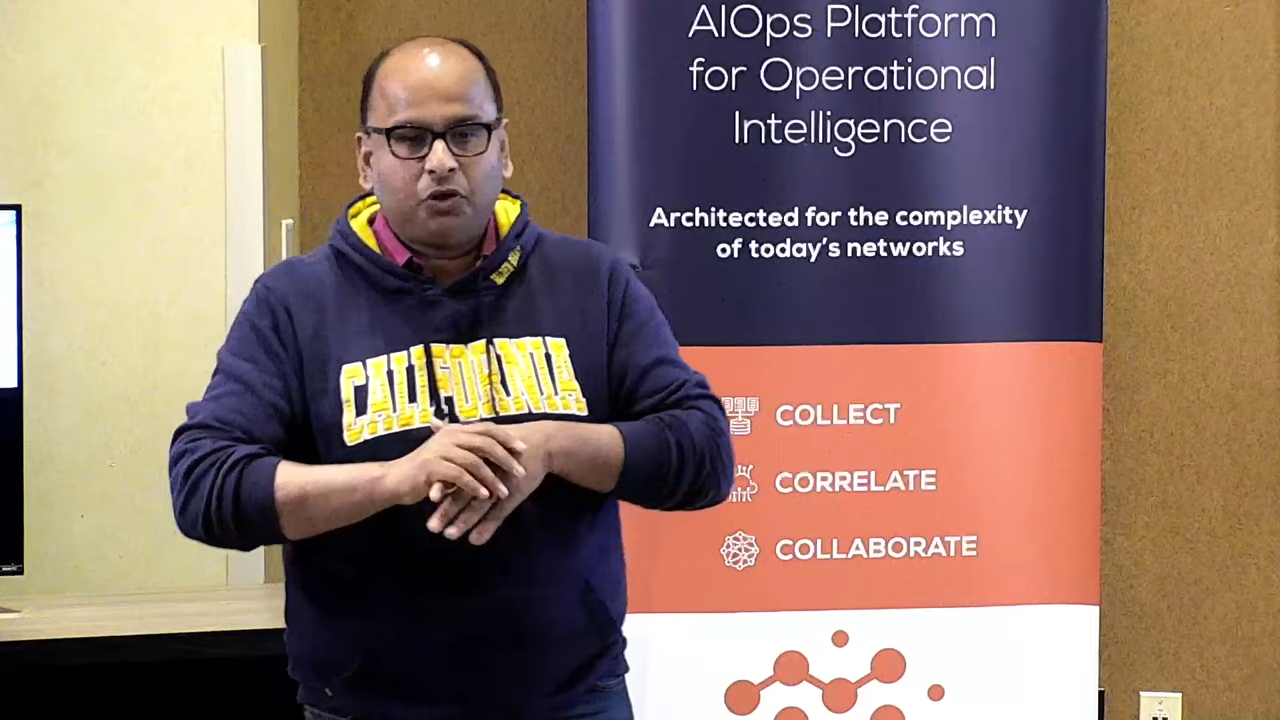 AIOps Platform
for Operational
Intelligence
Architected for the complexity
of today's networks
CALIFORNIA
COLLECT
CORRELATE
COLLABORATE